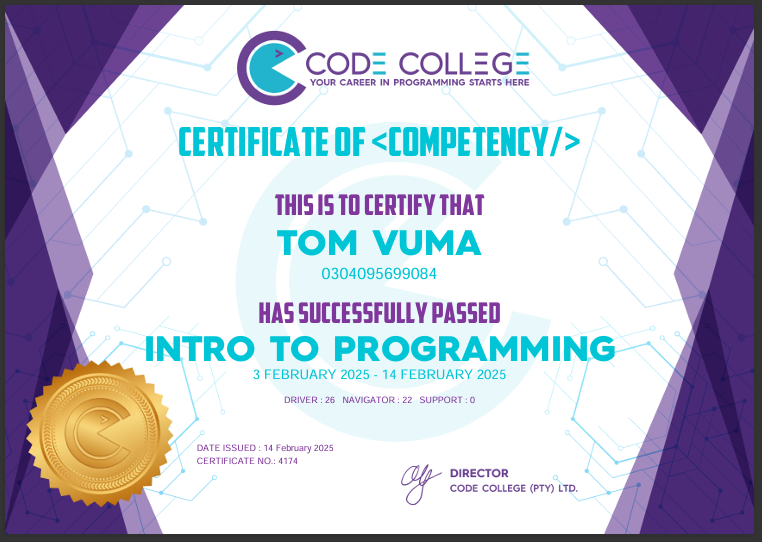 CODE COLLEGE
YOUR CAREER IN PROGRAMMING STARTS HERE
CERTIFICATE OF <COMPETENCY/>
THIS IS TO CERTIFY THAT
TOM VUMA
0304095699084
HAS SUCCESSFULLY PASSED
INTRO TO PROGRAMMING
3 FEBRUARY 2025 - 14 FEBRUARY 2025
DRIVER : 26 NAVIGATOR : 22 SUPPORT : 0
DATE ISSUED : 14 February 2025
CERTIFICATE NO.: 4174
DIRECTOR
CODE COLLEGE (PTY) LTD.